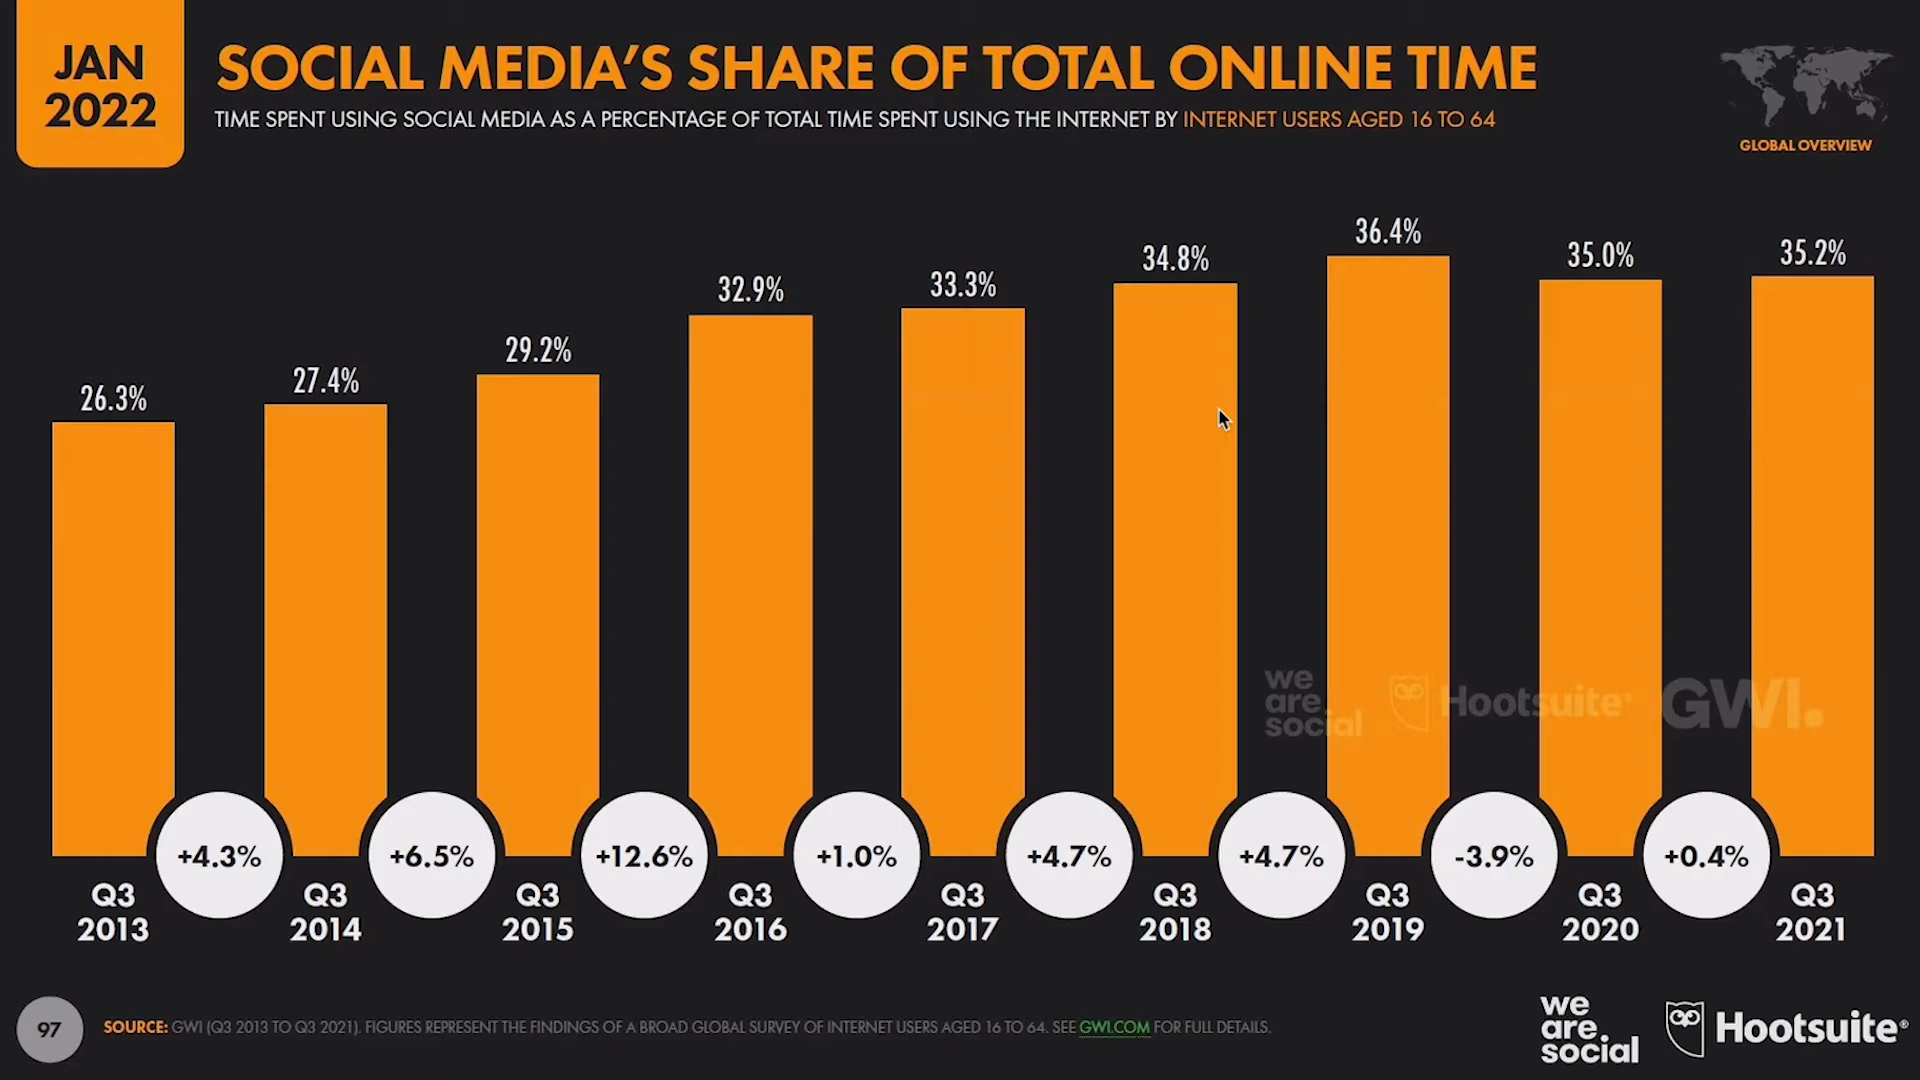 JAN
2022
SOCIAL MEDIA'S SHARE OF TOTAL ONLINE TIME
TIME SPENT USING SOCIAL MEDIA AS A PERCENTAGE OF TOTAL TIME SPENT USING THE INTERNET BY INTERNET USERS AGED 16 TO 64
GLOBAL OVERVIEW
26.3%
27.4%
29.2%
32.9%
33.3%
34.8%
36.4%
35.0%
35.2%
we
are
social
Hootsuite
GWI.
+4.3%
+6.5%
+12.6%
+1.0%
+4.7%
+4.7%
-3.9%
+0.4%
Q3
2013
Q3
2014
Q3
2015
Q3
2016
Q3
2017
Q3
2018
Q3
2019
Q3
2020
Q3
2021
97
SOURCE: GWI (Q3 2013 TO Q3 2021). FIGURES REPRESENT THE FINDINGS OF A BROAD GLOBAL SURVEY OF INTERNET USERS AGED 16 TO 64. SEE GWI.COM FOR FULL DETAILS.
we
are.
social
Hootsuite®